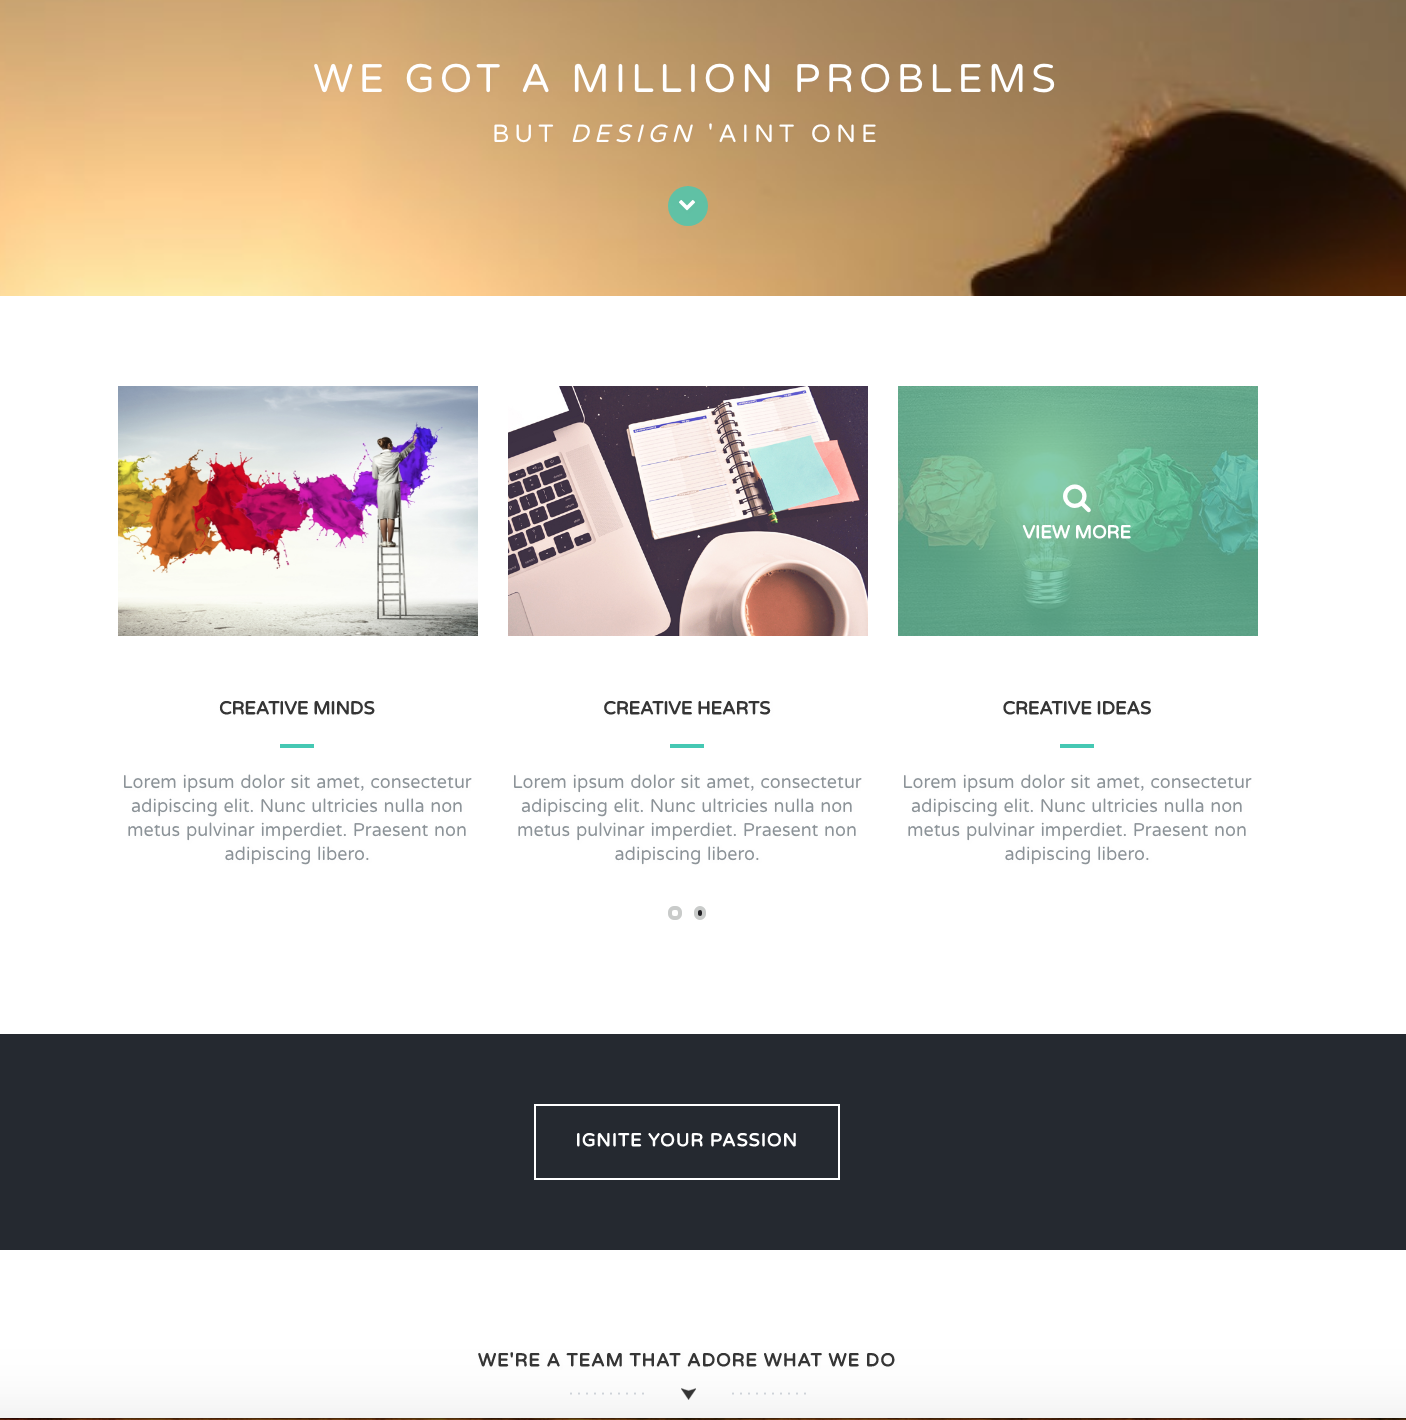 WE GOT A MILLION PROBLEMS
BUT DESIGN 'AINT ONE
VIEW MORE
CREATIVE MINDS
Lorem ipsum dolor sit amet, consectetur
adipiscing elit. Nunc ultricies nulla non
metus pulvinar imperdiet. Praesent non
adipiscing libero.
CREATIVE HEARTS
Lorem ipsum dolor sit amet, consectetur
adipiscing elit. Nunc ultricies nulla non
metus pulvinar imperdiet. Praesent non
adipiscing libero.
CREATIVE IDEAS
Lorem ipsum dolor sit amet, consectetur
adipiscing elit. Nunc ultricies nulla non
metus pulvinar imperdiet. Praesent non
adipiscing libero.
IGNITE YOUR PASSION
WE'RE A TEAM THAT ADORE WHAT WE DO